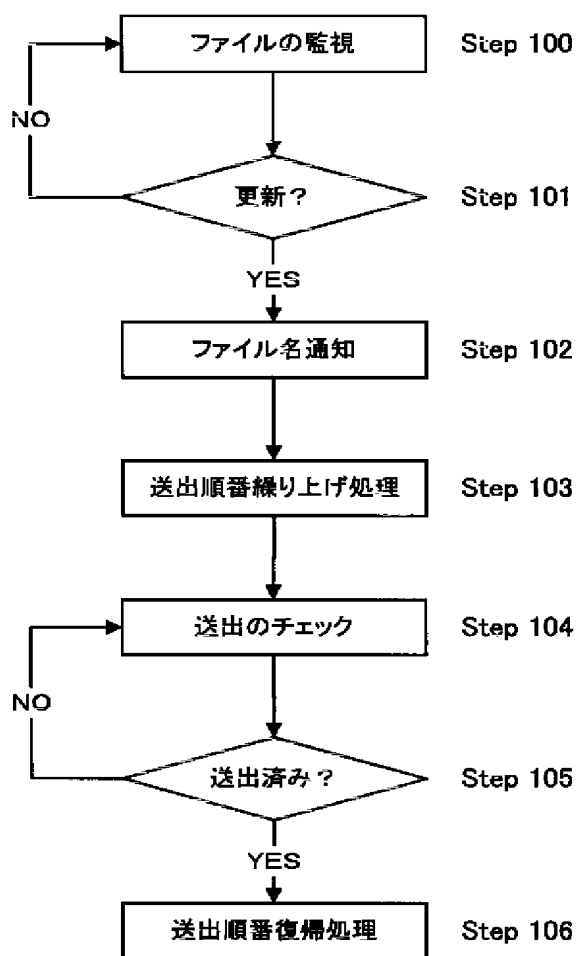 ファイルの監視 Step 100
NO
更新? Step 101
YES
ファイル名通知 Step 102
送出順番繰り上げ処理 Step 103
送出のチェック Step 104
NO
送出済み? Step 105
YES
送出順番復帰処理 Step 106